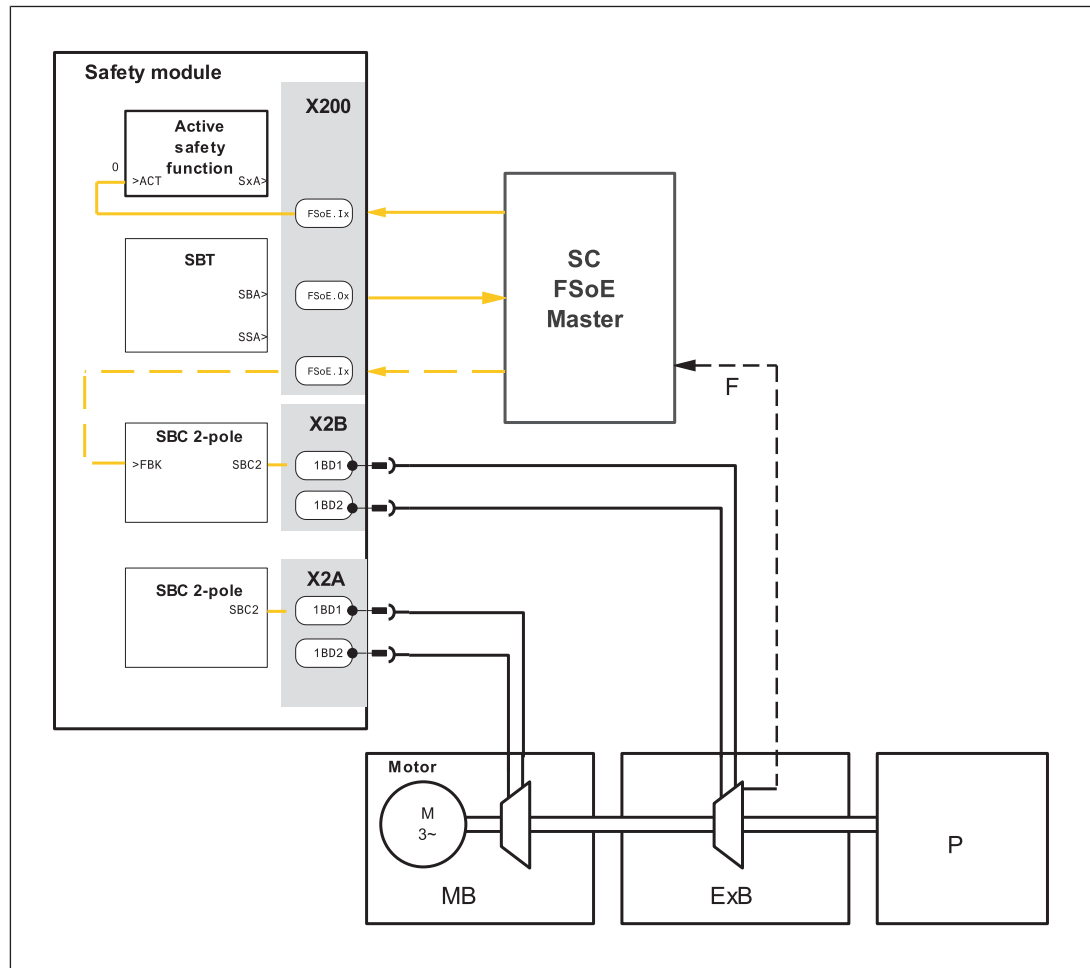 Safety module
X200
Active
safety
function
0
>ACT
SxA>
FSoE.Ix
SBT
SBA>
FSoE.Ox
SSA>
FSoE.Ix
SC
FSoE
Master
F
X2B
SBC 2-pole
>FBK
SBC2
1BD1
1BD2
X2A
SBC 2-pole
SBC2
1BD1
1BD2
Motor
M
3~
MB
ExB
P